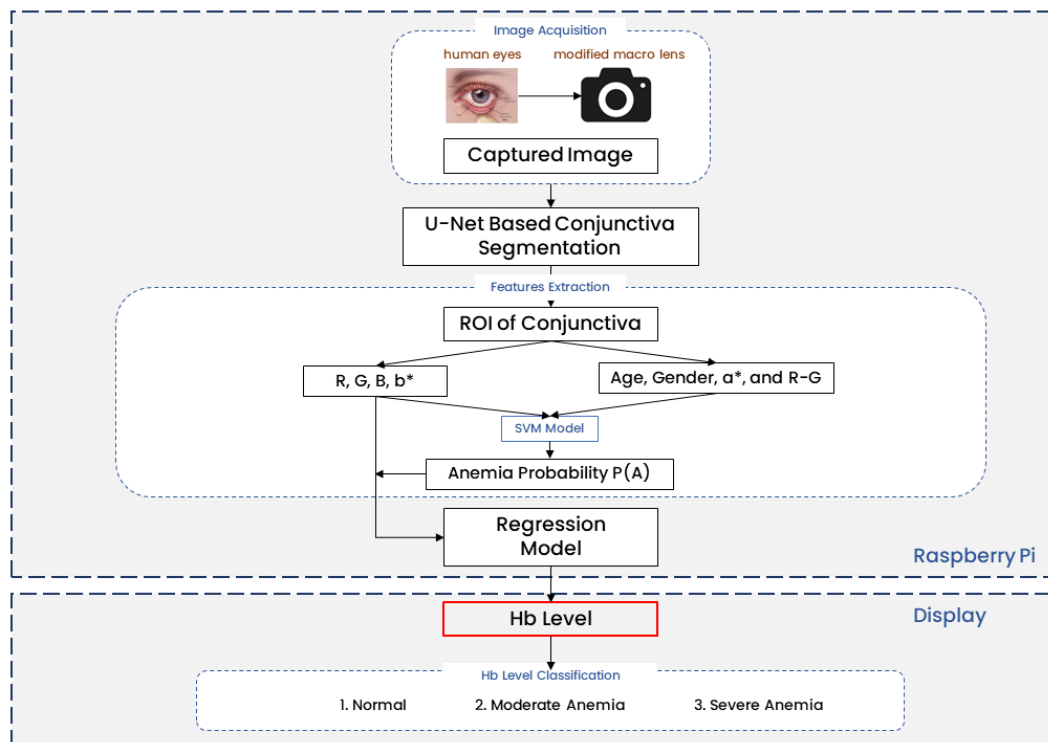 Image Acquisition
human eyes
modified macro lens
Captured Image
U-Net Based Conjunctiva
Segmentation
Features Extraction
ROI of Conjunctiva
R, G, B, b*
Age, Gender, a*, and R-G
SVM Model
Anemia Probability P(A)
Regression
Model
Raspberry Pi
Hb Level
Display
Hb Level Classification
1. Normal
2. Moderate Anemia
3. Severe Anemia